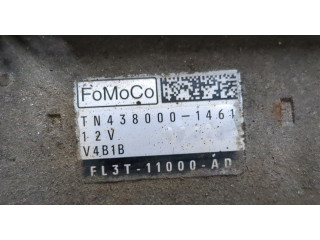 FoMoCo
TN438000-1461
12V
V4B1B
FL3T-11000-AD